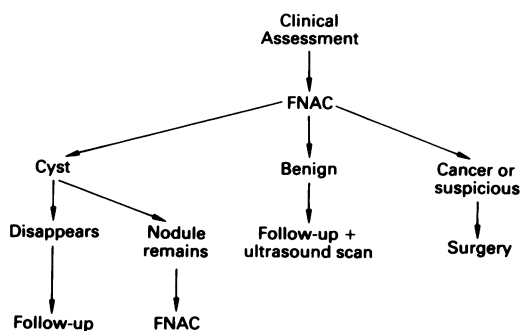 Clinical
Assessment
FNAC
Cyst
Benign
Cancer or
suspicious
Disappears
Nodule
remains
Follow-up +
ultrasound scan
Surgery
Follow-up
FNAC